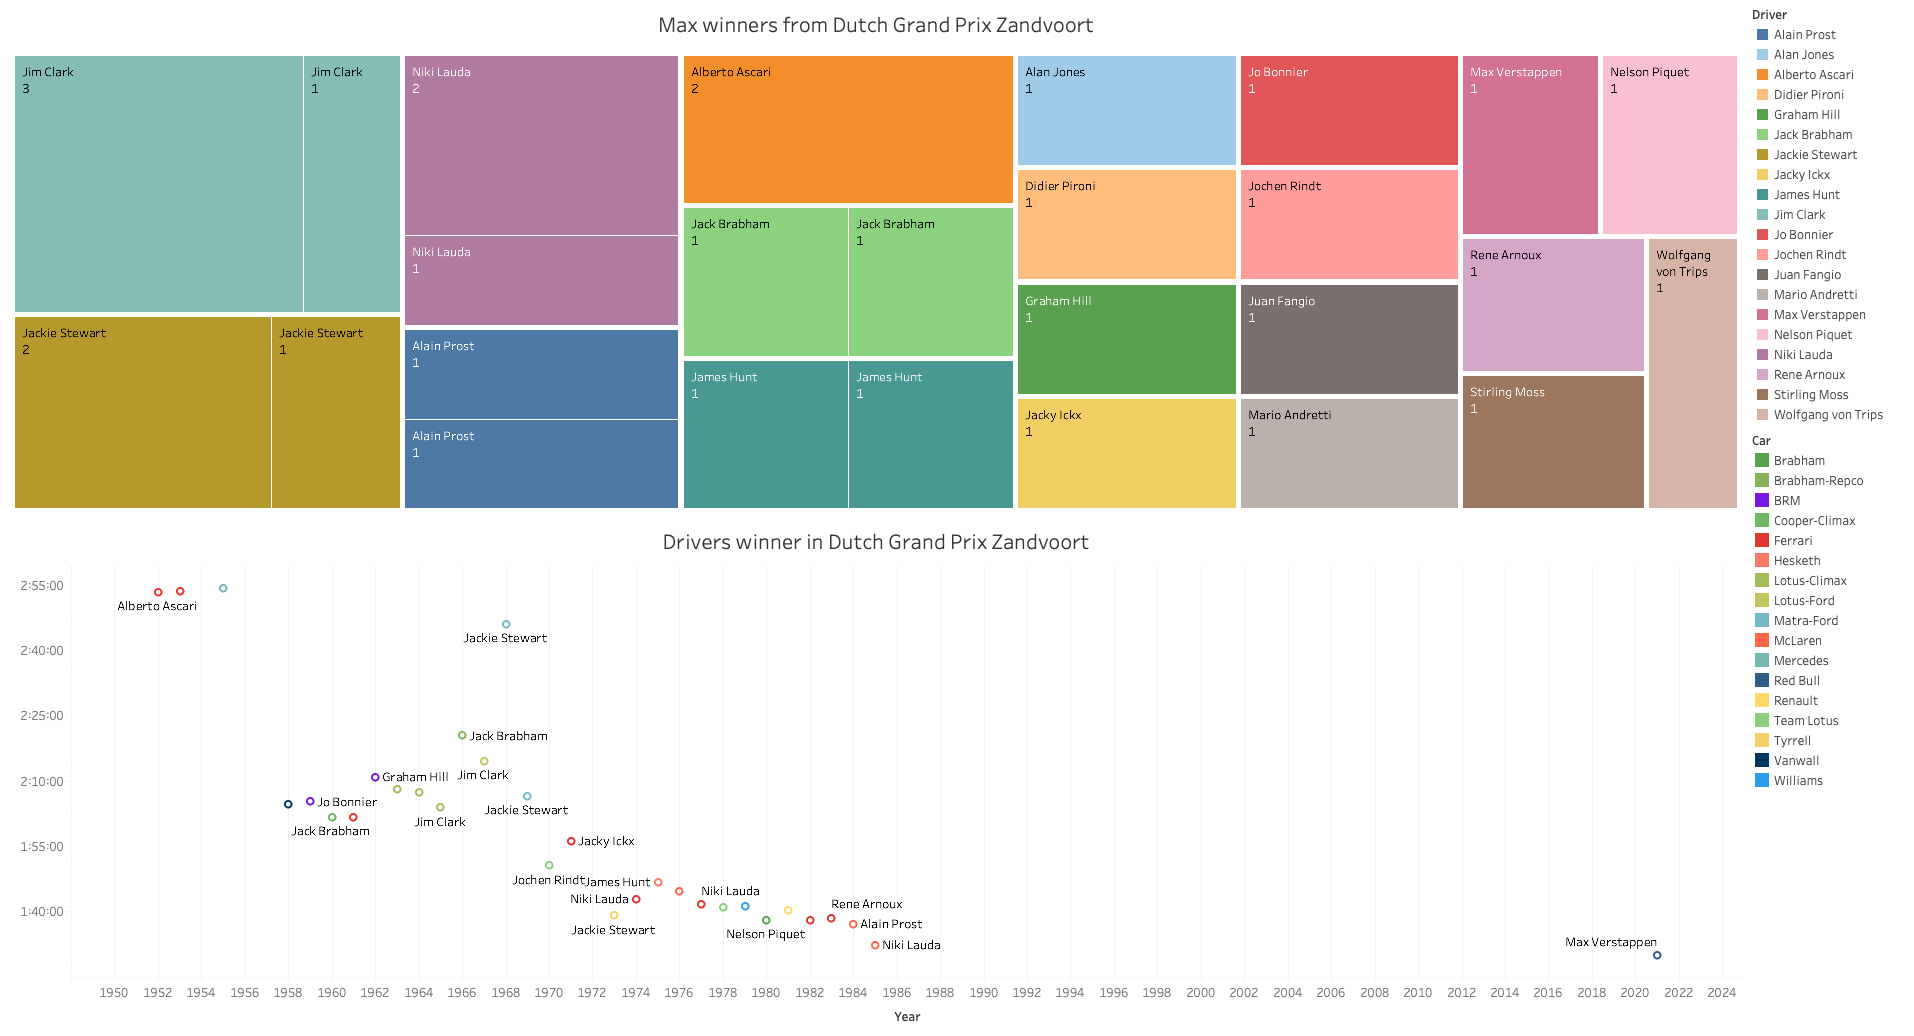 Max winners from Dutch Grand Prix Zandvoort
Jim Clark
3
Jim Clark
1
Jackie Stewart
2
Jackie Stewart
1
Niki Lauda
2
Niki Lauda
1
Alain Prost
1
Alain Prost
1
Alberto Ascari
2
Jack Brabham
1
Jack Brabham
1
James Hunt
1
James Hunt
1
Alan Jones
1
Didier Pironi
1
Graham Hill
1
Jacky Ickx
1
Jo Bonnier
1
Jochen Rindt
1
Juan Fangio
1
Mario Andretti
1
Max Verstappen
1
Nelson Piquet
1
Rene Arnoux
1
Stirling Moss
1
Wolfgang
von Trips
1
Driver
Alain Prost
Alan Jones
Alberto Ascari
Didier Pironi
Graham Hill
Jack Brabham
Jackie Stewart
Jacky Ickx
James Hunt
Jim Clark
Jo Bonnier
Jochen Rindt
Juan Fangio
Mario Andretti
Max Verstappen
Nelson Piquet
Niki Lauda
Rene Arnoux
Stirling Moss
Wolfgang von Trips
Car
Brabham
Brabham-Repco
BRM
Cooper-Climax
Ferrari
Hesketh
Lotus-Climax
Lotus-Ford
Matra-Ford
McLaren
Mercedes
Red Bull
Renault
Team Lotus
Tyrrell
Vanwall
Williams
Drivers winner in Dutch Grand Prix Zandvoort
2:55:00
2:40:00
2:25:00
2:10:00
1:55:00
1:40:00
Alberto Ascari
Jackie Stewart
Jack Brabham
Jim Clark
Graham Hill
Jo Bonnier
Jack Brabham
Jim Clark
Jackie Stewart
Jacky Ickx
Jochen Rindt
James Hunt
Niki Lauda
Niki Lauda
Jackie Stewart
Rene Arnoux
Nelson Piquet
Alain Prost
Niki Lauda
Max Verstappen
1950 1952 1954 1956 1958 1960 1962 1964 1966 1968 1970 1972 1974 1976 1978 1980 1982 1984 1986 1988 1990 1992 1994 1996 1998 2000 2002 2004 2006 2008 2010 2012 2014 2016 2018 2020 2022 2024
Year